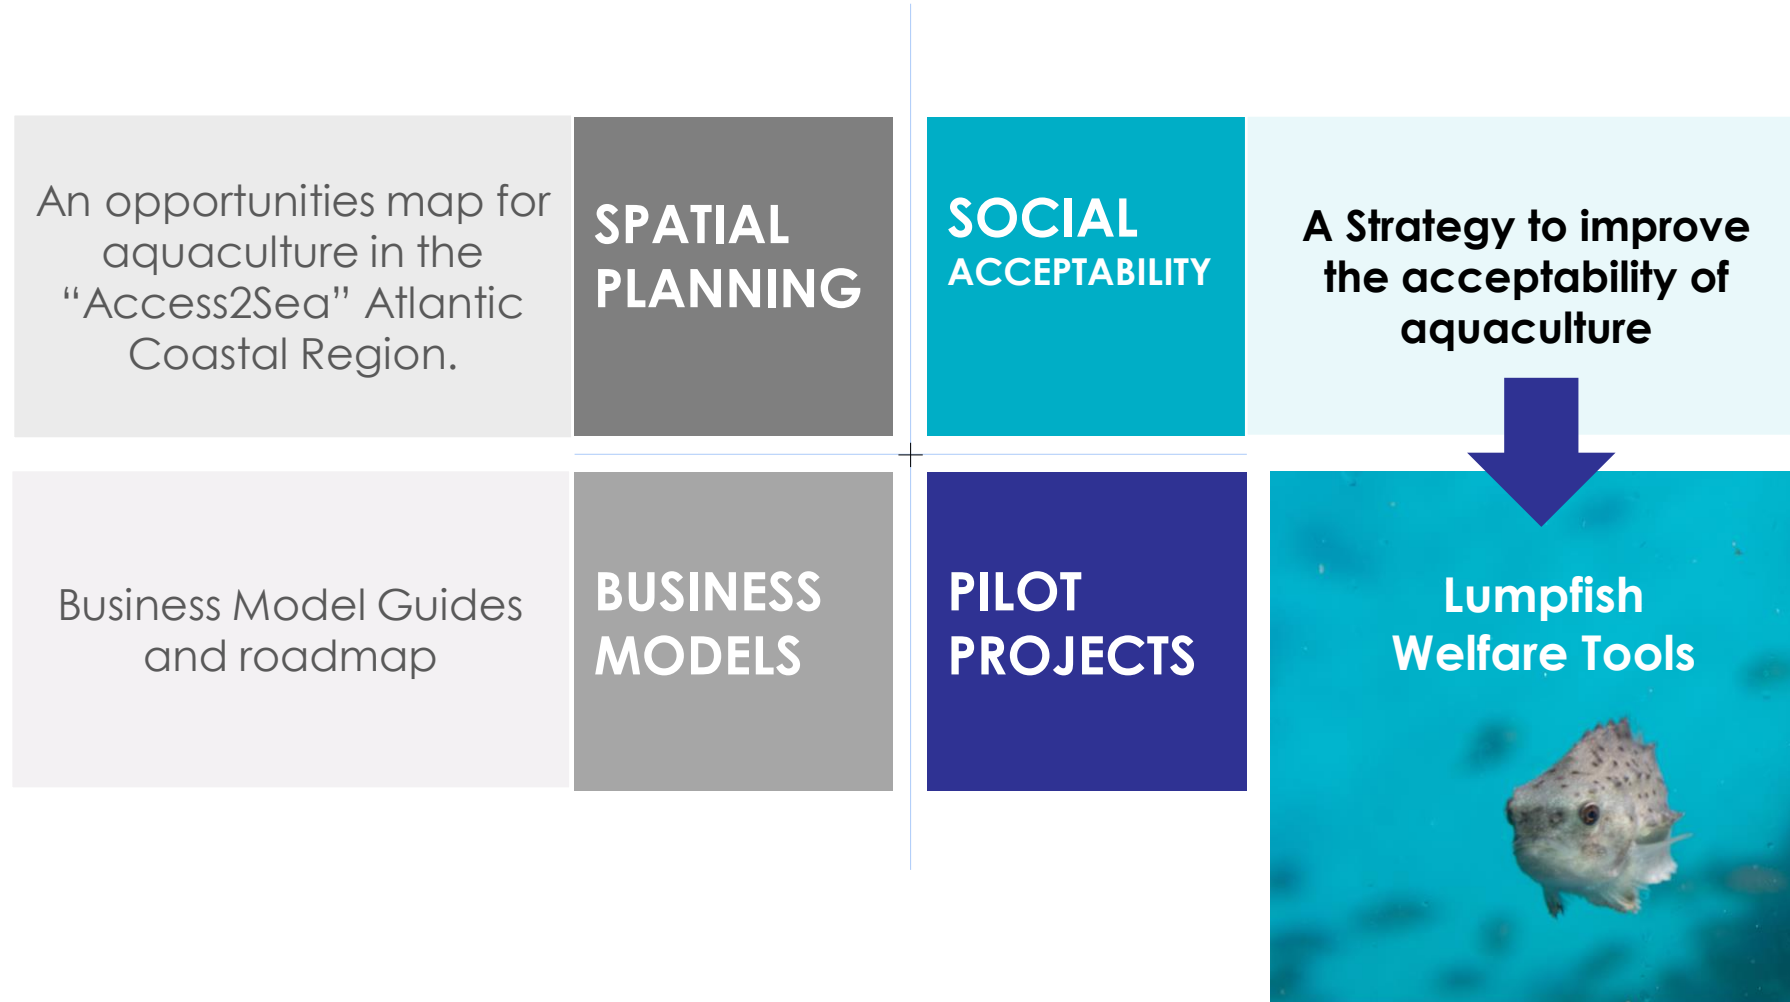 An opportunities map for
aquaculture in the
“Access2Sea” Atlantic
Coastal Region.
SPATIAL
PLANNING
SOCIAL
ACCEPTABILITY
A Strategy to improve
the acceptability of
aquaculture
Business Model Guides
and roadmap
BUSINESS
MODELS
PILOT
PROJECTS
Lumpfish
Welfare Tools